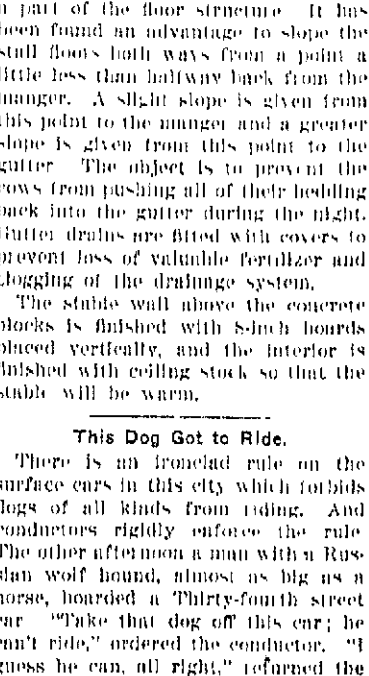 a part of the floor structure. It has
been found an advantage to slope the
stall floors both ways from a point a
little less than halfway back from the
manger. A slight slope is given from
this point to the manger and a greater
slope is given from this point to the
gutter. The object is to prevent the
cows from pushing all of their bedding
back into the gutter during the night.
Gutter drains are fitted with covers to
prevent loss of valuable fertilizer and
clogging of the drainage system.
The stable wall above the concrete
blocks is finished with 8-inch boards
placed vertically, and the interior is
finished with ceiling stock so that the
stable will be warm.
This Dog Got to Ride.
There is an ironclad rule on the
surface cars in this city which forbids
dogs of all kinds from riding. And
conductors rigidly enforce the rule.
The other afternoon a man with a Rus-
sian wolf hound, almost as big as a
horse, boarded a Thirty-fourth street
car. "Take that dog off this car; he
can't ride," ordered the conductor. "I
guess he can, all right," returned the